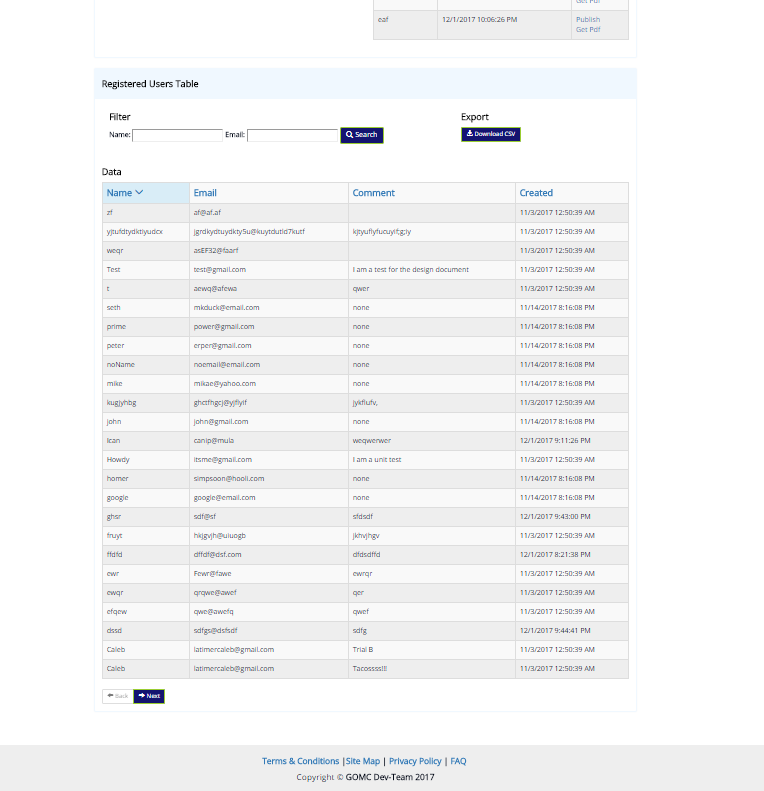 Get Pdf
eaf 12/1/2017 10:06:26 PM Publish
Get Pdf
Registered Users Table
Filter Export
Name: Email: Search Download CSV
Data
Name Email Comment Created
zf af@af.af 11/3/2017 12:50:39 AM
yjtufdtydktiyudcx jgrdkydtuydkty5u@kuytdutld7kutf kjtyuflyfucuyif;g;iy 11/3/2017 12:50:39 AM
weqr asEF32@faarf 11/3/2017 12:50:39 AM
Test test@gmail.com I am a test for the design document 11/3/2017 12:50:39 AM
t aewq@afewa qwer 11/3/2017 12:50:39 AM
seth mkduck@email.com none 11/14/2017 8:16:08 PM
prime power@gmail.com none 11/14/2017 8:16:08 PM
peter erper@gmail.com none 11/14/2017 8:16:08 PM
noName noemail@email.com none 11/14/2017 8:16:08 PM
mike mikae@yahoo.com none 11/14/2017 8:16:08 PM
kugjyhbg ghctfhgcj@yjflyif jykflufv, 11/3/2017 12:50:39 AM
john john@gmail.com none 11/14/2017 8:16:08 PM
Ican canip@mula weqwerwer 12/1/2017 9:11:26 PM
Howdy itsme@gmail.com I am a unit test 11/3/2017 12:50:39 AM
homer simpsoon@hooli.com none 11/14/2017 8:16:08 PM
google google@email.com none 11/14/2017 8:16:08 PM
ghsr sdf@sf sfdsdf 12/1/2017 9:43:00 PM
fruyt hkjgvjh@uiuogb jkhvjhgv 11/3/2017 12:50:39 AM
ffdfd dffdf@dsf.com dfdsdffd 12/1/2017 8:21:38 PM
ewr Fewr@fawe ewrqr 11/3/2017 12:50:39 AM
ewqr qrqwe@awef qer 11/3/2017 12:50:39 AM
efqew qwe@awefq qwef 11/3/2017 12:50:39 AM
dssd sdfgs@dsfsdf sdfg 12/1/2017 9:44:41 PM
Caleb latimercaleb@gmail.com Trial B 11/3/2017 12:50:39 AM
Caleb latimercaleb@gmail.com Tacossss!!! 11/3/2017 12:50:39 AM
Back Next
Terms & Conditions |Site Map | Privacy Policy | FAQ
Copyright © GOMC Dev-Team 2017